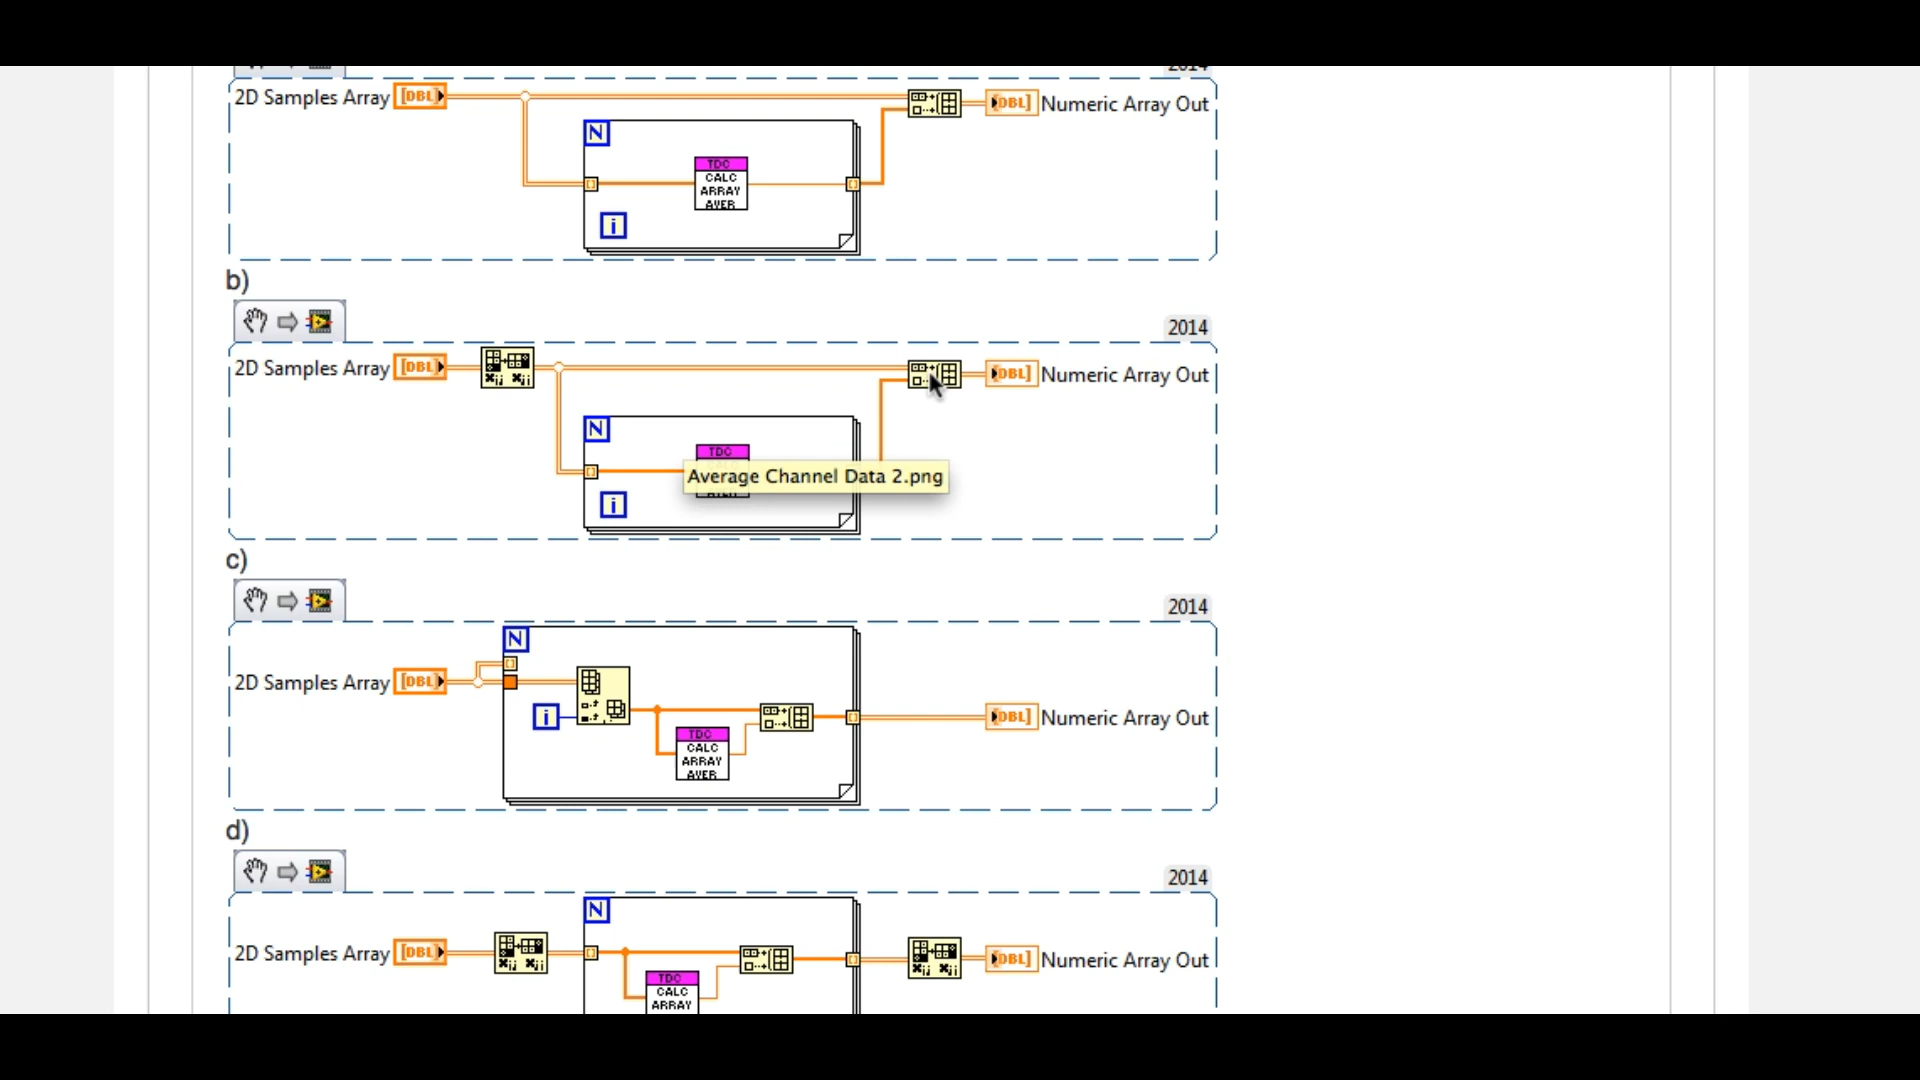 2014
2D Samples Array [DBL] [DBL] Numeric Array Out
N
TDC
CALC
ARRAY
AVER
i
b)
2014
2D Samples Array [DBL] [DBL] Numeric Array Out
N
TDC
Average Channel Data 2.png
i
c)
2014
N
2D Samples Array [DBL]
i [DBL] Numeric Array Out
TDC
CALC
ARRAY
AVER
d)
2014
N
2D Samples Array [DBL] [DBL] Numeric Array Out
TDC
CALC
ARRAY